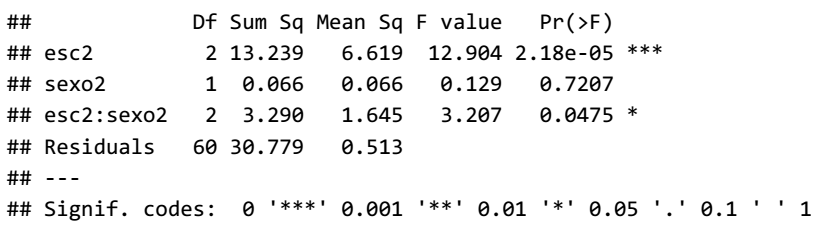 ##             Df Sum Sq Mean Sq F value   Pr(>F)
## esc2         2 13.239   6.619  12.904 2.18e-05 ***
## sexo2        1  0.066   0.066   0.129   0.7207
## esc2:sexo2   2  3.290   1.645   3.207   0.0475 *
## Residuals   60 30.779   0.513
## ---
## Signif. codes:  0 '***' 0.001 '**' 0.01 '*' 0.05 '.' 0.1 ' ' 1